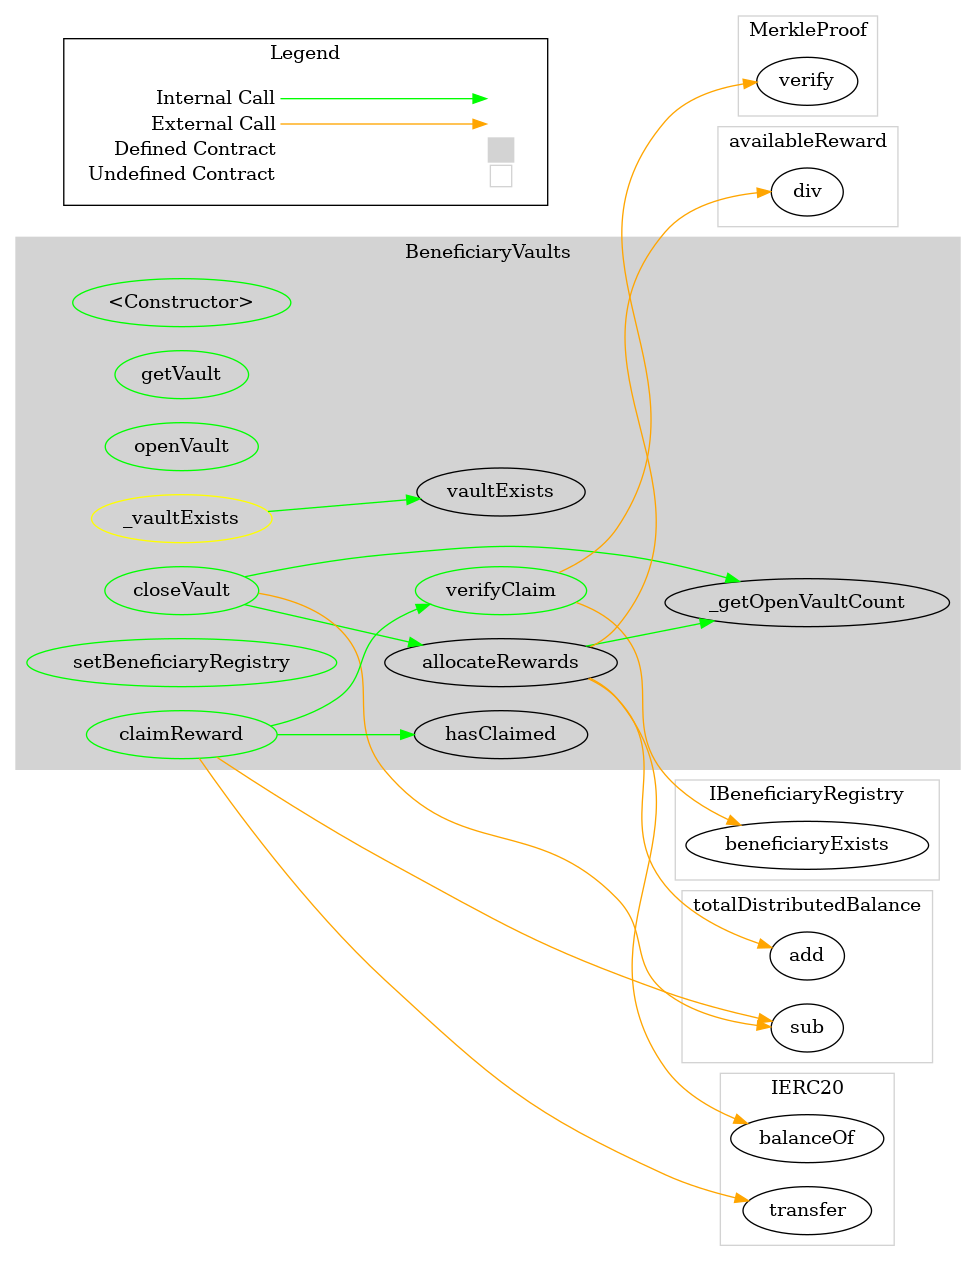 Legend
Internal Call
External Call
Defined Contract
Undefined Contract
MerkleProof
verify
availableReward
div
BeneficiaryVaults
<Constructor>
getVault
openVault
_vaultExists
vaultExists
closeVault
verifyClaim
_getOpenVaultCount
setBeneficiaryRegistry
allocateRewards
claimReward
hasClaimed
IBeneficiaryRegistry
beneficiaryExists
totalDistributedBalance
add
sub
IERC20
balanceOf
transfer